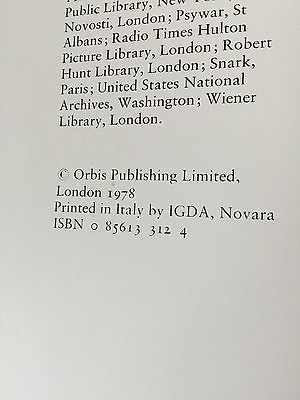 Public Library, New
Novosti, London; Psywar, St
Albans; Radio Times Hulton
Picture Library, London; Robert
Hunt Library, London; Snark,
Paris; United States National
Archives, Washington; Wiener
Library, London.
© Orbis Publishing Limited,
London 1978
Printed in Italy by IGDA, Novara
ISBN 0 85613 312 4